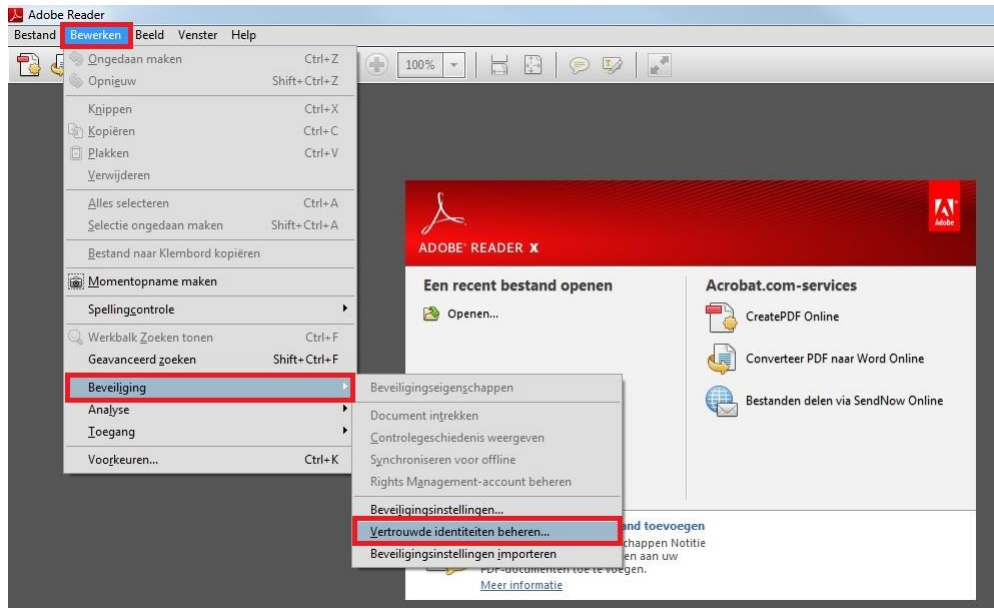 Adobe Reader
Bestand Bewerken Beeld Venster Help
Ongedaan maken Ctrl+Z
Opnieuw Shift+Ctrl+Z
Knippen Ctrl+X
Kopiëren Ctrl+C
Plakken Ctrl+V
Verwijderen
Alles selecteren Ctrl+A
Selectie ongedaan maken Shift+Ctrl+A
Bestand naar Klembord kopiëren
Momentopname maken
Spellingcontrole
Werkbalk Zoeken tonen Ctrl+F
Geavanceerd zoeken Shift+Ctrl+F
Beveiliging
Analyse
Toegang
Voorkeuren... Ctrl+K
100%
Beveiligingseigenschappen
Document intrekken
Controlegeschiedenis weergeven
Synchroniseren voor offline
Rights Management-account beheren
Beveiligingsinstellingen...
Vertrouwde identiteiten beheren...
Beveiligingsinstellingen importeren
Adobe
ADOBE® READER X
Een recent bestand openen
Openen...
Acrobat.com-services
CreatePDF Online
Converteer PDF naar Word Online
Bestanden delen via SendNow Online
and toevoegen
chappen Notitie
en aan uw
PDF-documenten toe te voegen.
Meer informatie